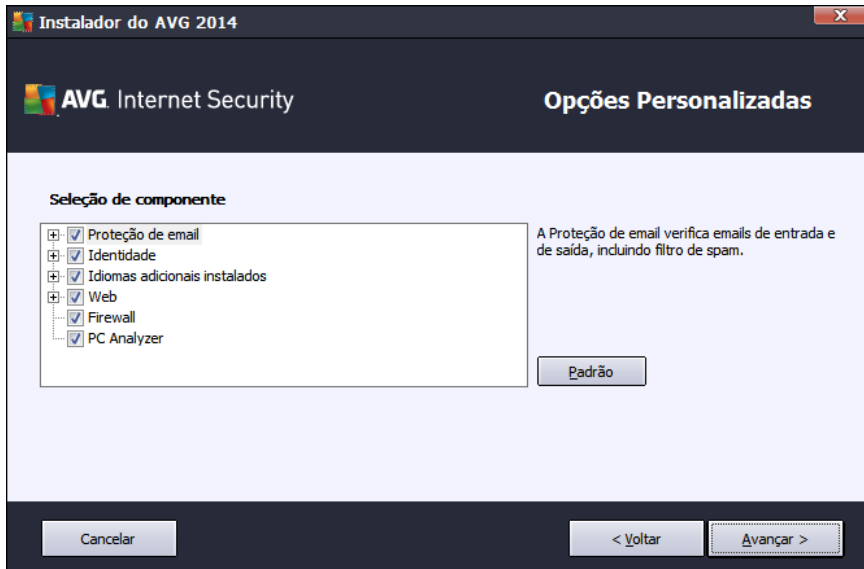 Instalador do AVG 2014
AVG. Internet Security
Opções Personalizadas
Seleção de componente
Proteção de email
Identidade
Idiomas adicionais instalados
Web
Firewall
PC Analyzer
A Proteção de email verifica emails de entrada e
de saída, incluindo filtro de spam.
Padrão
Cancelar
< Voltar
Avançar >